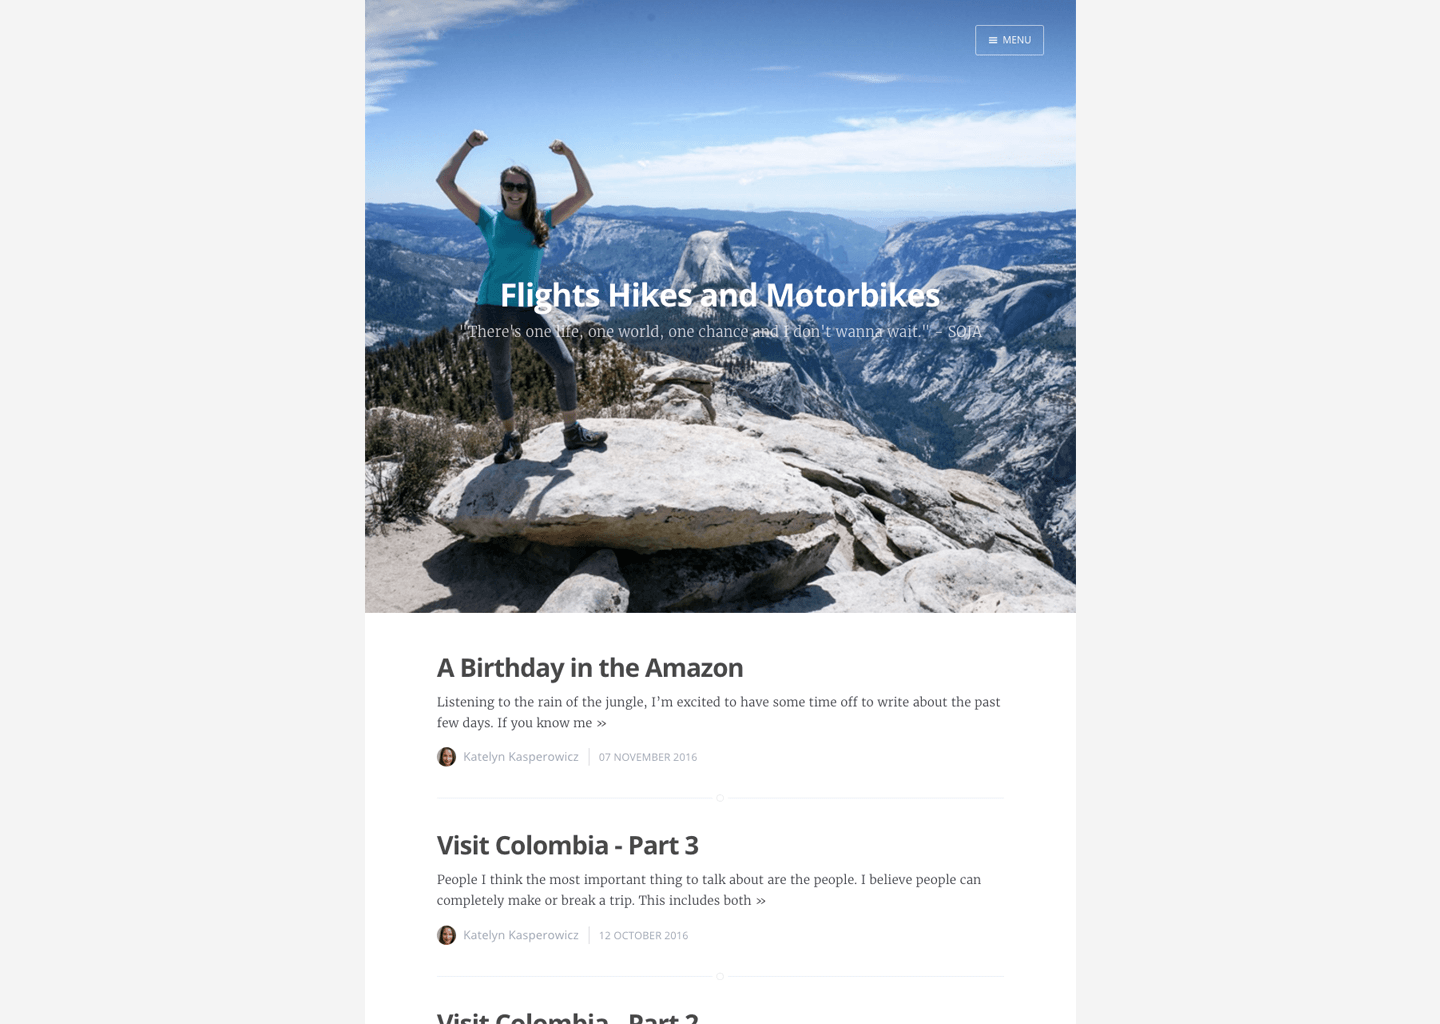 MENU
Flights Hikes and Motorbikes
"There's one life, one world, one chance and I don't wanna wait." - SOJA
A Birthday in the Amazon
Listening to the rain of the jungle, I’m excited to have some time off to write about the past
few days. If you know me »
Katelyn Kasperowicz
07 NOVEMBER 2016
Visit Colombia - Part 3
People I think the most important thing to talk about are the people. I believe people can
completely make or break a trip. This includes both »
Katelyn Kasperowicz
12 OCTOBER 2016
Visit Colombia - Part 2